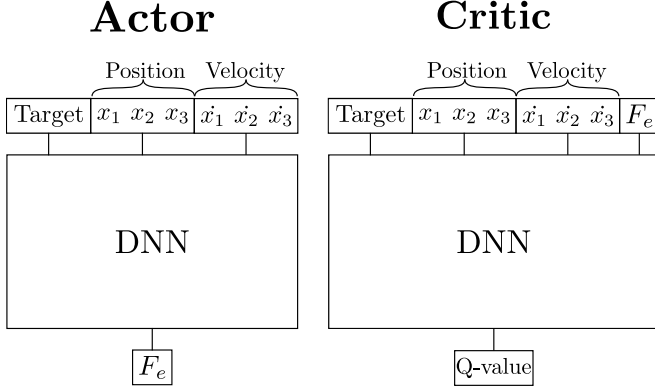 Actor
Position Velocity
Target x₁ x₂ x₃ ẋ₁ ẋ₂ ẋ₃
DNN
Fₑ
Critic
Position Velocity
Target x₁ x₂ x₃ ẋ₁ ẋ₂ ẋ₃ Fₑ
DNN
Q-value